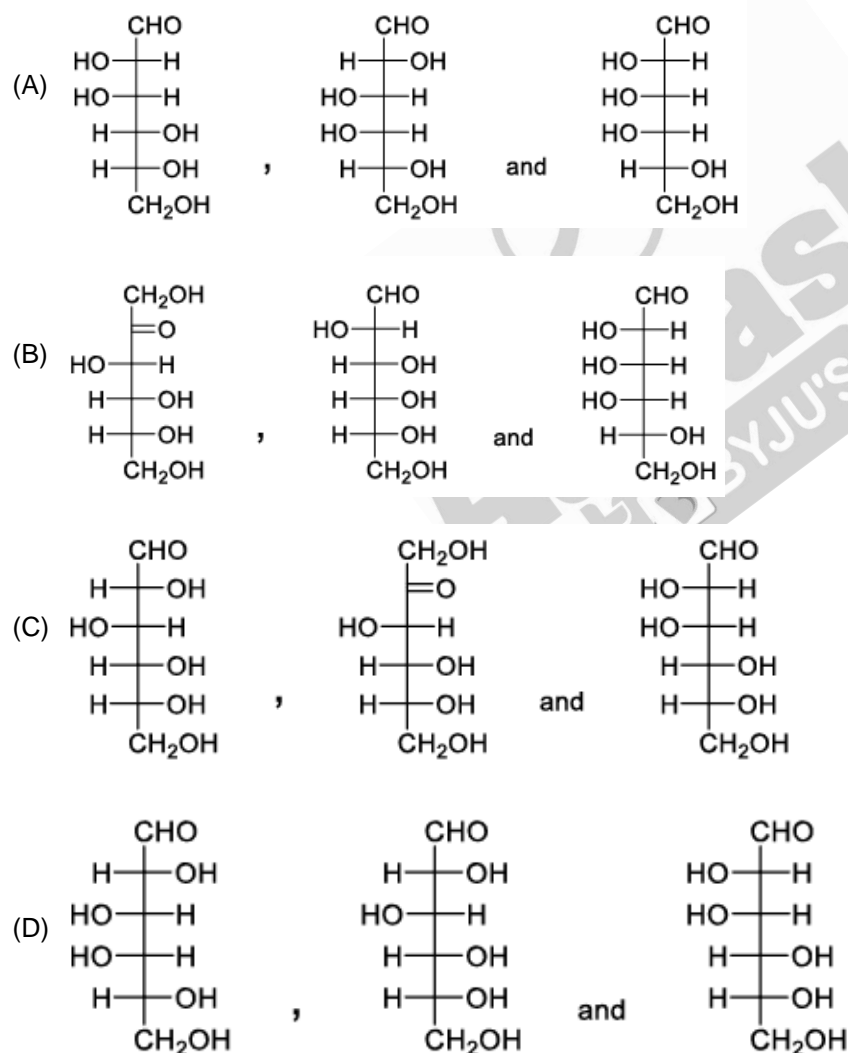 CHO CHO CHO
HO H H OH HO H
(A) HO H HO H HO H
H OH HO H HO H
H OH , H OH and H OH
CH₂OH CH₂OH CH₂OH
CH₂OH CHO CHO
O HO H HO H
(B) HO H H OH HO H
H OH H OH HO H
H OH , H OH and H OH
CH₂OH CH₂OH CH₂OH
BYJU'S
CHO CH₂OH CHO
H OH O HO H
(C) HO H HO H HO H
H OH H OH H OH
H OH , H OH and H OH
CH₂OH CH₂OH CH₂OH
CHO CHO CHO
H OH H OH HO H
(D) HO H HO H HO H
HO H H OH H OH
H OH , H OH and H OH
CH₂OH CH₂OH CH₂OH